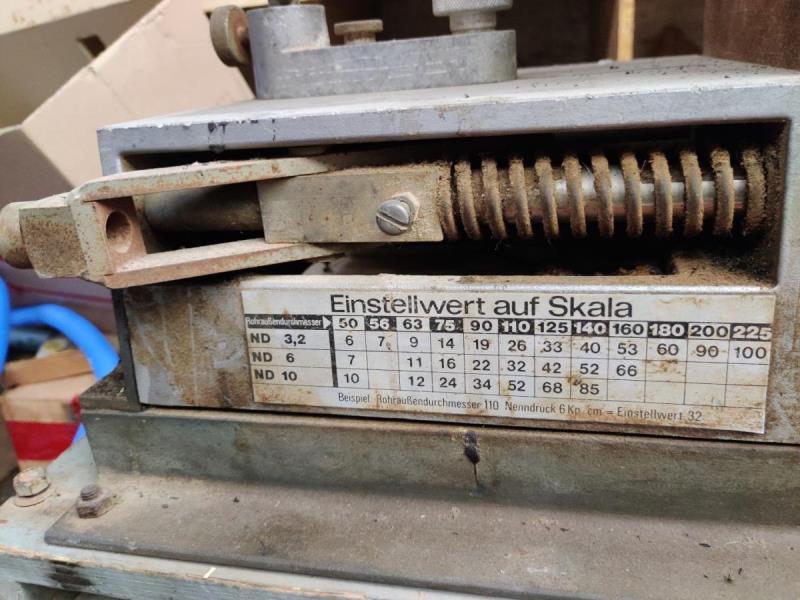 Einstellwert auf Skala
Rohraußendurchmesser 50 56 63 75 90 110 125 140 160 180 200 225
ND 3,2 6 7 9 14 19 26 33 40 53 60 90 100
ND 6 7 11 16 22 32 42 52 66
ND 10 10 12 24 34 52 68 85
Beispiel: Rohraußendurchmesser 110 Nenndruck 6 Kp cm = Einstellwert 32